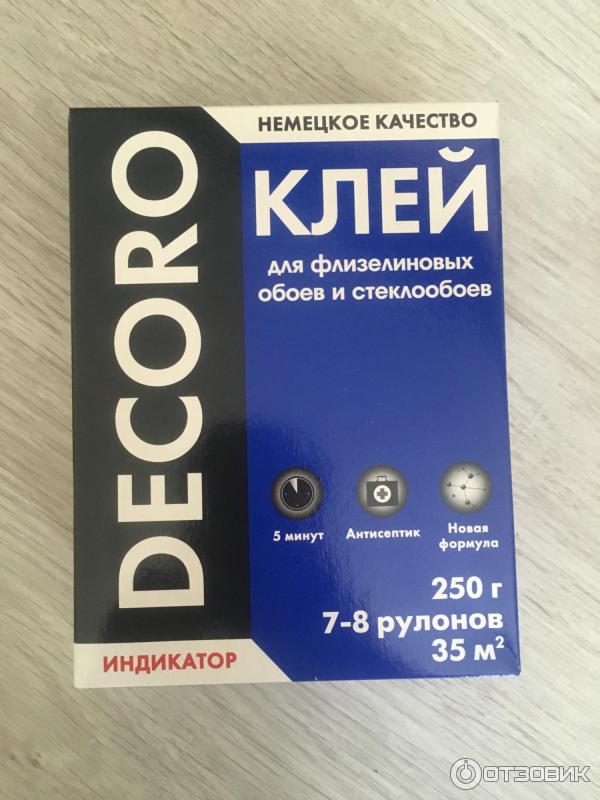 НЕМЕЦКОЕ КАЧЕСТВО
DECORO
КЛЕЙ
для флизелиновых
обоев и стеклообоев
5 минут
Антисептик
Новая
формула
250 г
7-8 рулонов
35 м²
ИНДИКАТОР
ОТЗОВИК